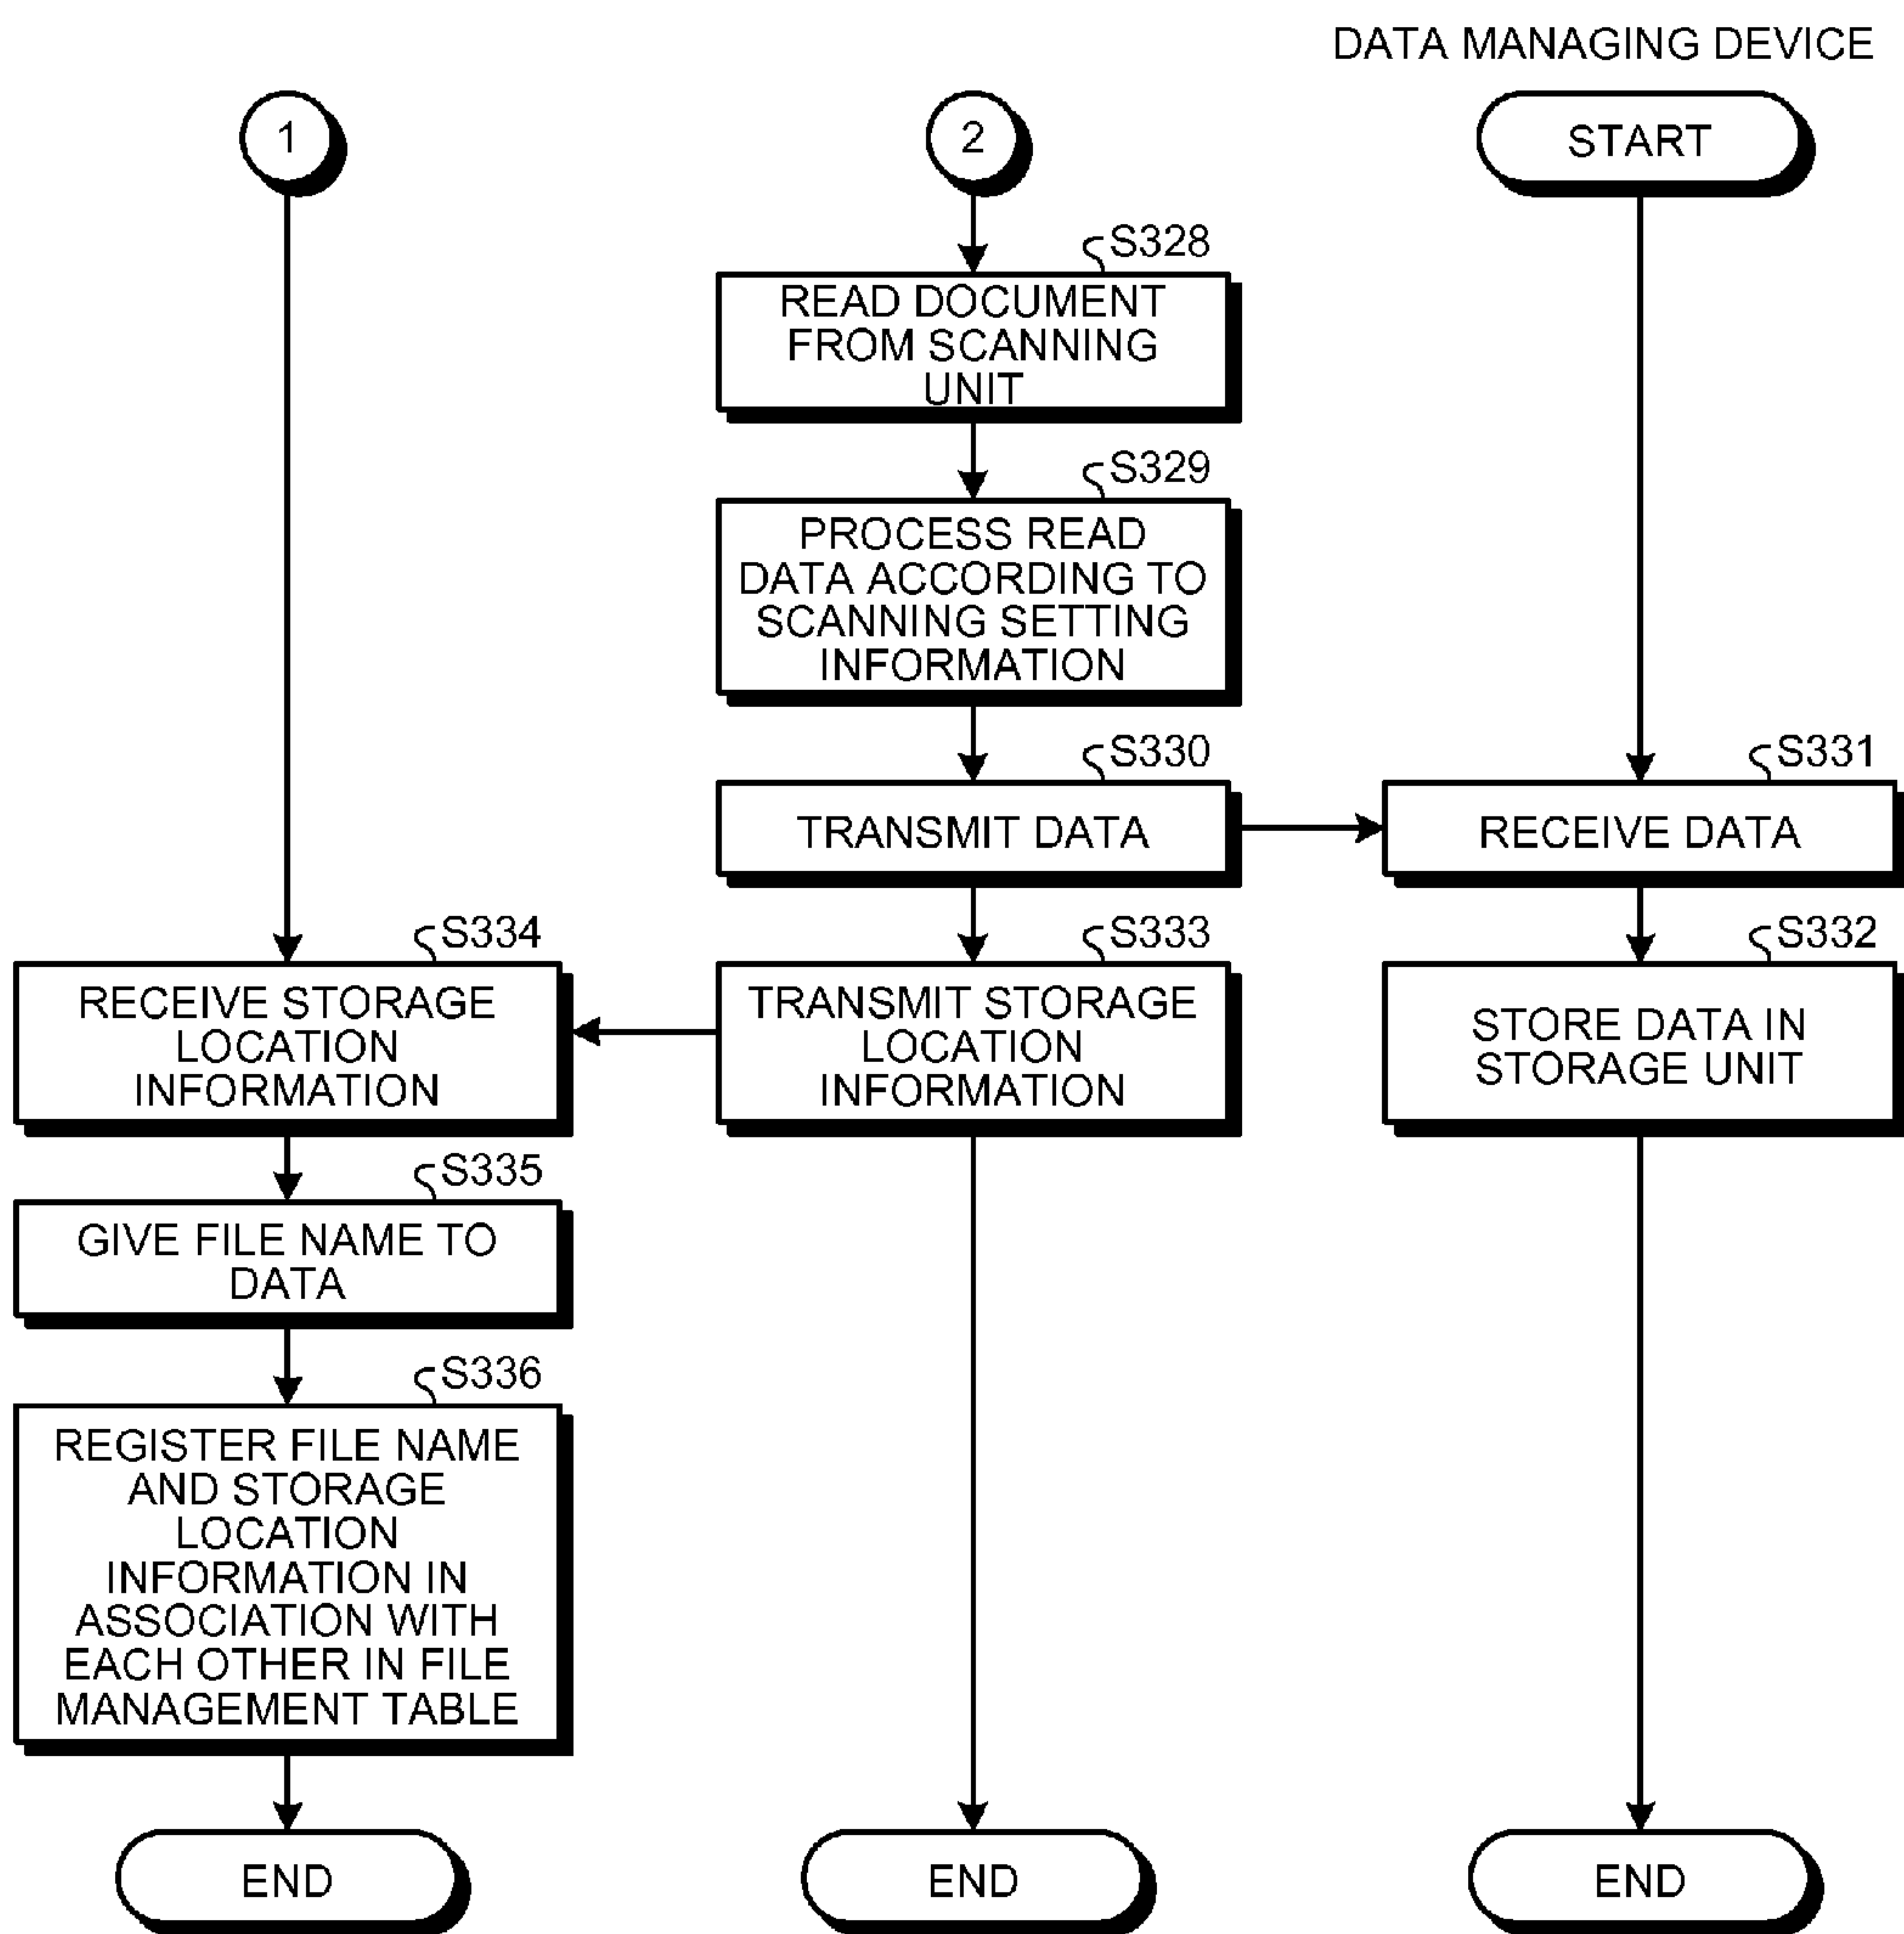 DATA MANAGING DEVICE
1
2
START
S328
READ DOCUMENT
FROM SCANNING
UNIT
S329
PROCESS READ
DATA ACCORDING TO
SCANNING SETTING
INFORMATION
S330
TRANSMIT DATA
S331
RECEIVE DATA
S334
RECEIVE STORAGE
LOCATION
INFORMATION
S333
TRANSMIT STORAGE
LOCATION
INFORMATION
S332
STORE DATA IN
STORAGE UNIT
S335
GIVE FILE NAME TO
DATA
S336
REGISTER FILE NAME
AND STORAGE
LOCATION
INFORMATION IN
ASSOCIATION WITH
EACH OTHER IN FILE
MANAGEMENT TABLE
END
END
END